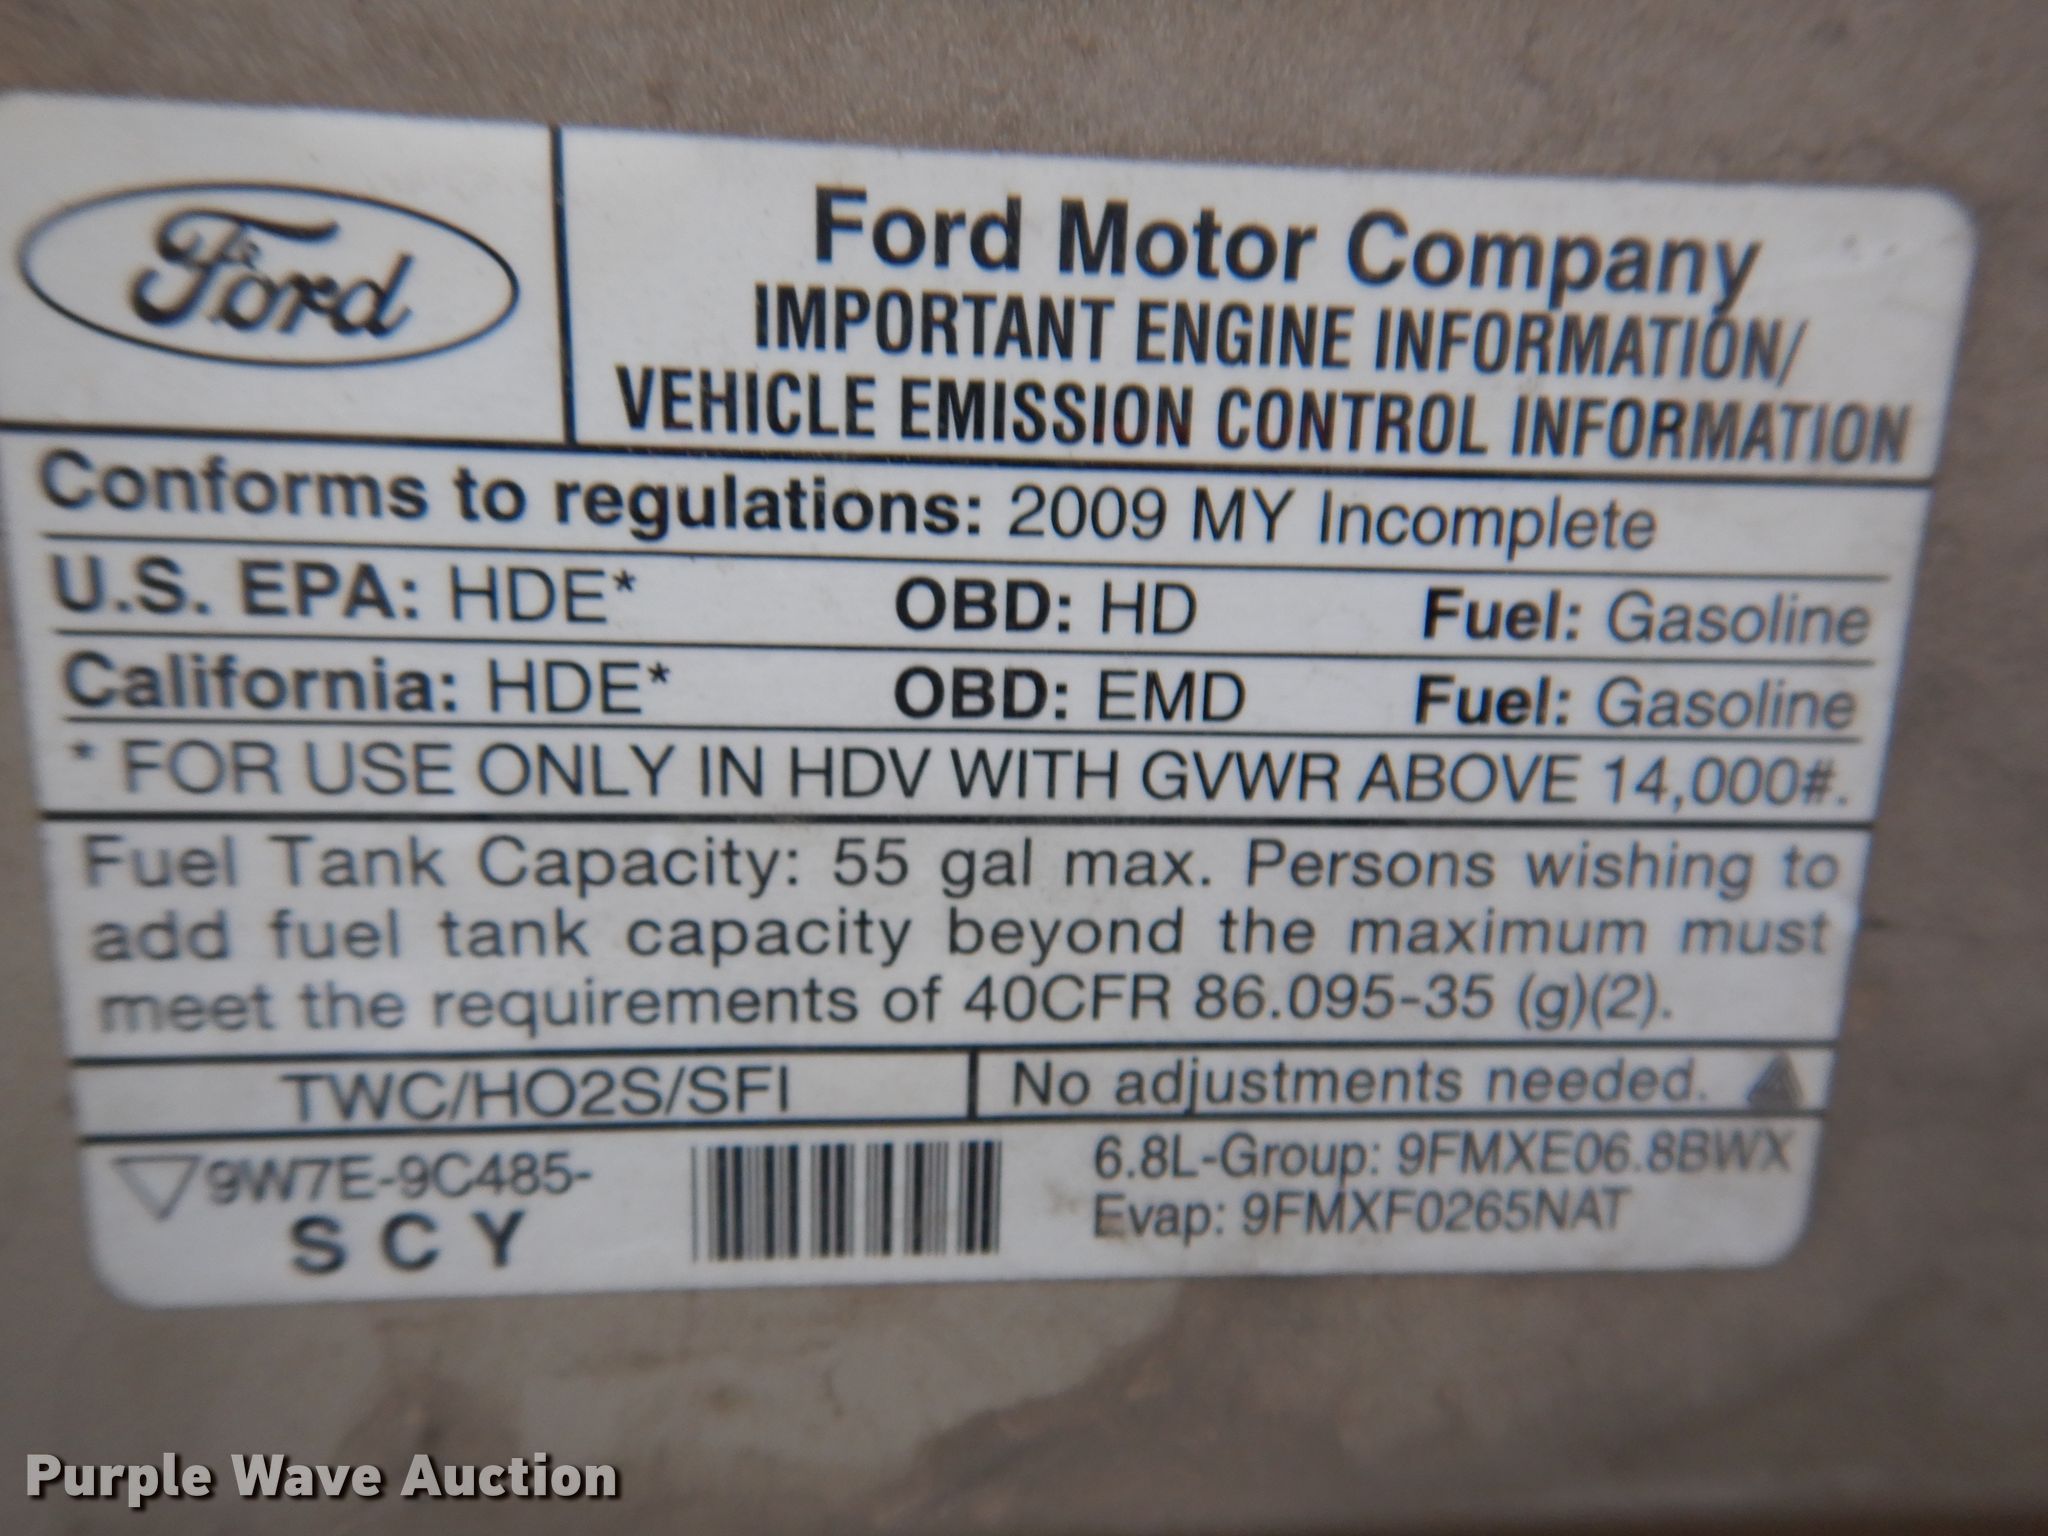 Ford
Ford Motor Company
IMPORTANT ENGINE INFORMATION/
VEHICLE EMISSION CONTROL INFORMATION
Conforms to regulations: 2009 MY Incomplete
U.S. EPA: HDE* OBD: HD Fuel: Gasoline
California: HDE* OBD: EMD Fuel: Gasoline
* FOR USE ONLY IN HDV WITH GVWR ABOVE 14,000#.
Fuel Tank Capacity: 55 gal max. Persons wishing to
add fuel tank capacity beyond the maximum must
meet the requirements of 40CFR 86.095-35 (g)(2).
TWC/HO2S/SFI No adjustments needed.
9W7E-9C485-
S C Y
6.8L-Group: 9FMXE06.8BWX
Evap: 9FMXF0265NAT
Purple Wave Auction